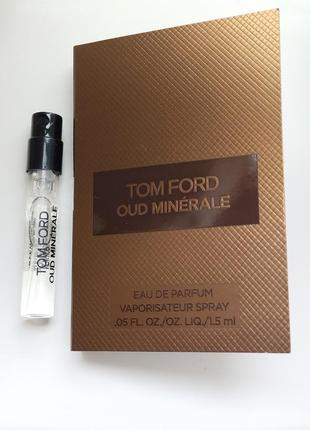 TOM FORD
OUD MINÉRALE
EAU DE PARFUM
VAPORISATEUR SPRAY
.05 FL. OZ./OZ. LIQ./1.5 ml
TOM FORD
OUD MINÉRALE